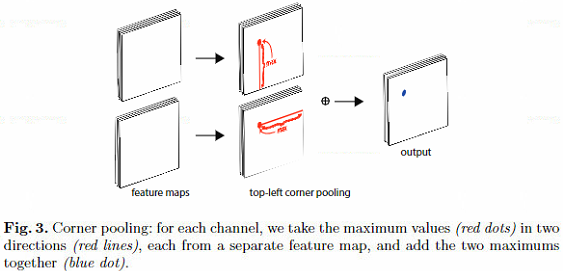 max
max
⊕
feature maps
top-left corner pooling
output
Fig. 3. Corner pooling: for each channel, we take the maximum values (red dots) in two
directions (red lines), each from a separate feature map, and add the two maximums
together (blue dot).